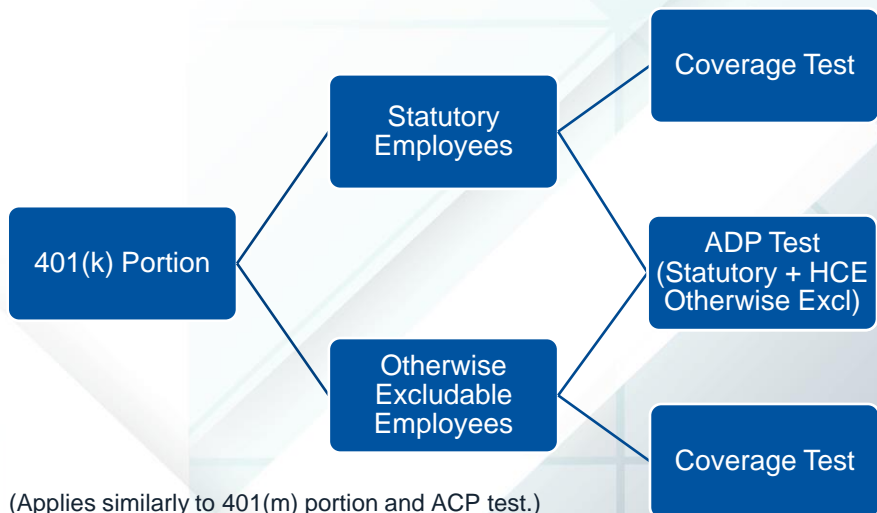 Coverage Test
Statutory
Employees
ADP Test
(Statutory + HCE
Otherwise Excl)
401(k) Portion
Otherwise
Excludable
Employees
Coverage Test
(Applies similarly to 401(m) portion and ACP test.)